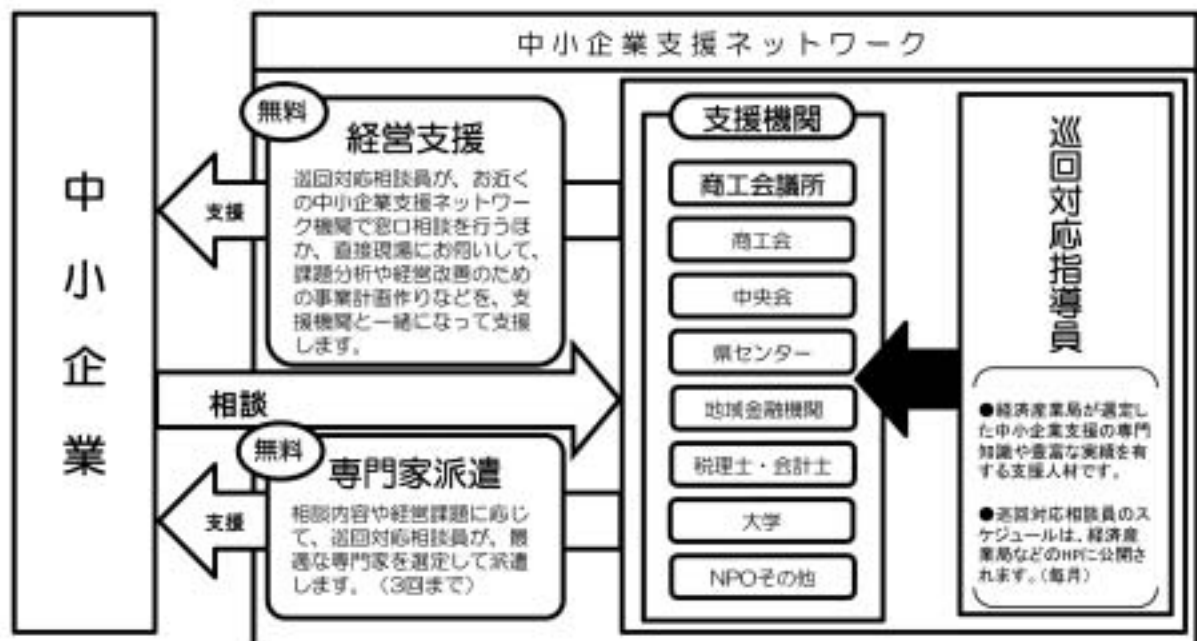 中小企業支援ネットワーク
中小企業
無料
経営支援
巡回対応相談員が、お近く
の中小企業支援ネットワー
ク機関で窓口相談を行うほ
か、直接現場にお伺いして、
課題分析や経営改善のため
の事業計画作りなどを、支
援機関と一緒になって支援
します。
支援
相談
無料
専門家派遣
相談内容や経営課題に応じ
て、巡回対応相談員が、最
適な専門家を選定して派遣
します。（3回まで）
支援
支援機関
商工会議所
商工会
中央会
県センター
地域金融機関
税理士・会計士
大学
NPOその他
巡回対応指導員
●経済産業局が選定し
た中小企業支援の専門
知識や豊富な実績を有
する支援人材です。
●巡回対応相談員のス
ケジュールは、経済産
業局などのHPに公開さ
れます。（毎月）